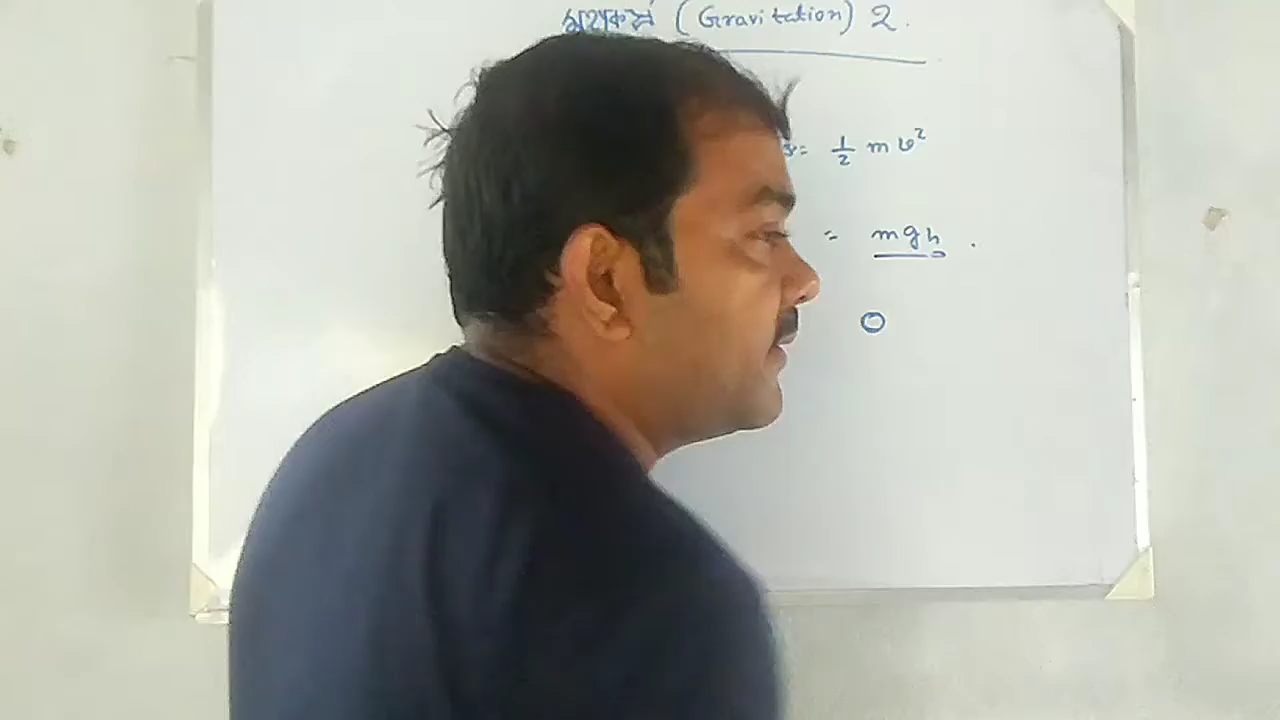 মহাকর্ষ (Gravitation) 2.
= 1/2 mv²
= mgh.